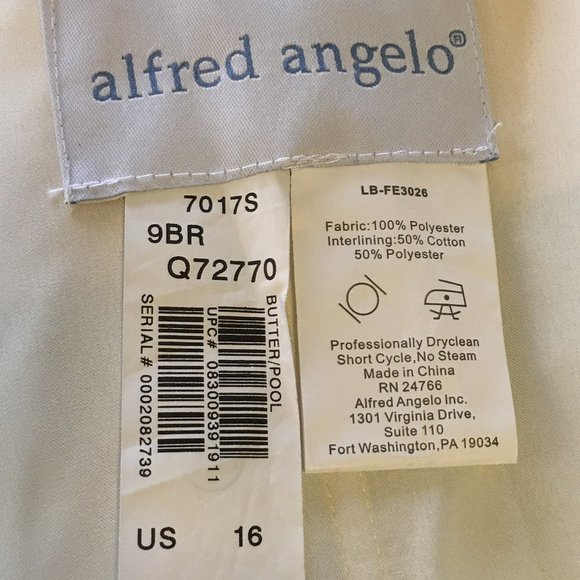 alfred angelo®
7017S
9BR
Q72770
BUTTER/POOL
UPC# 083009391911
SERIAL# 0002082739
US 16
LB-FE3026
Fabric:100% Polyester
Interlining:50% Cotton
50% Polyester
Professionally Dryclean
Short Cycle,No Steam
Made in China
RN 24766
Alfred Angelo Inc.
1301 Virginia Drive,
Suite 110
Fort Washington,PA 19034